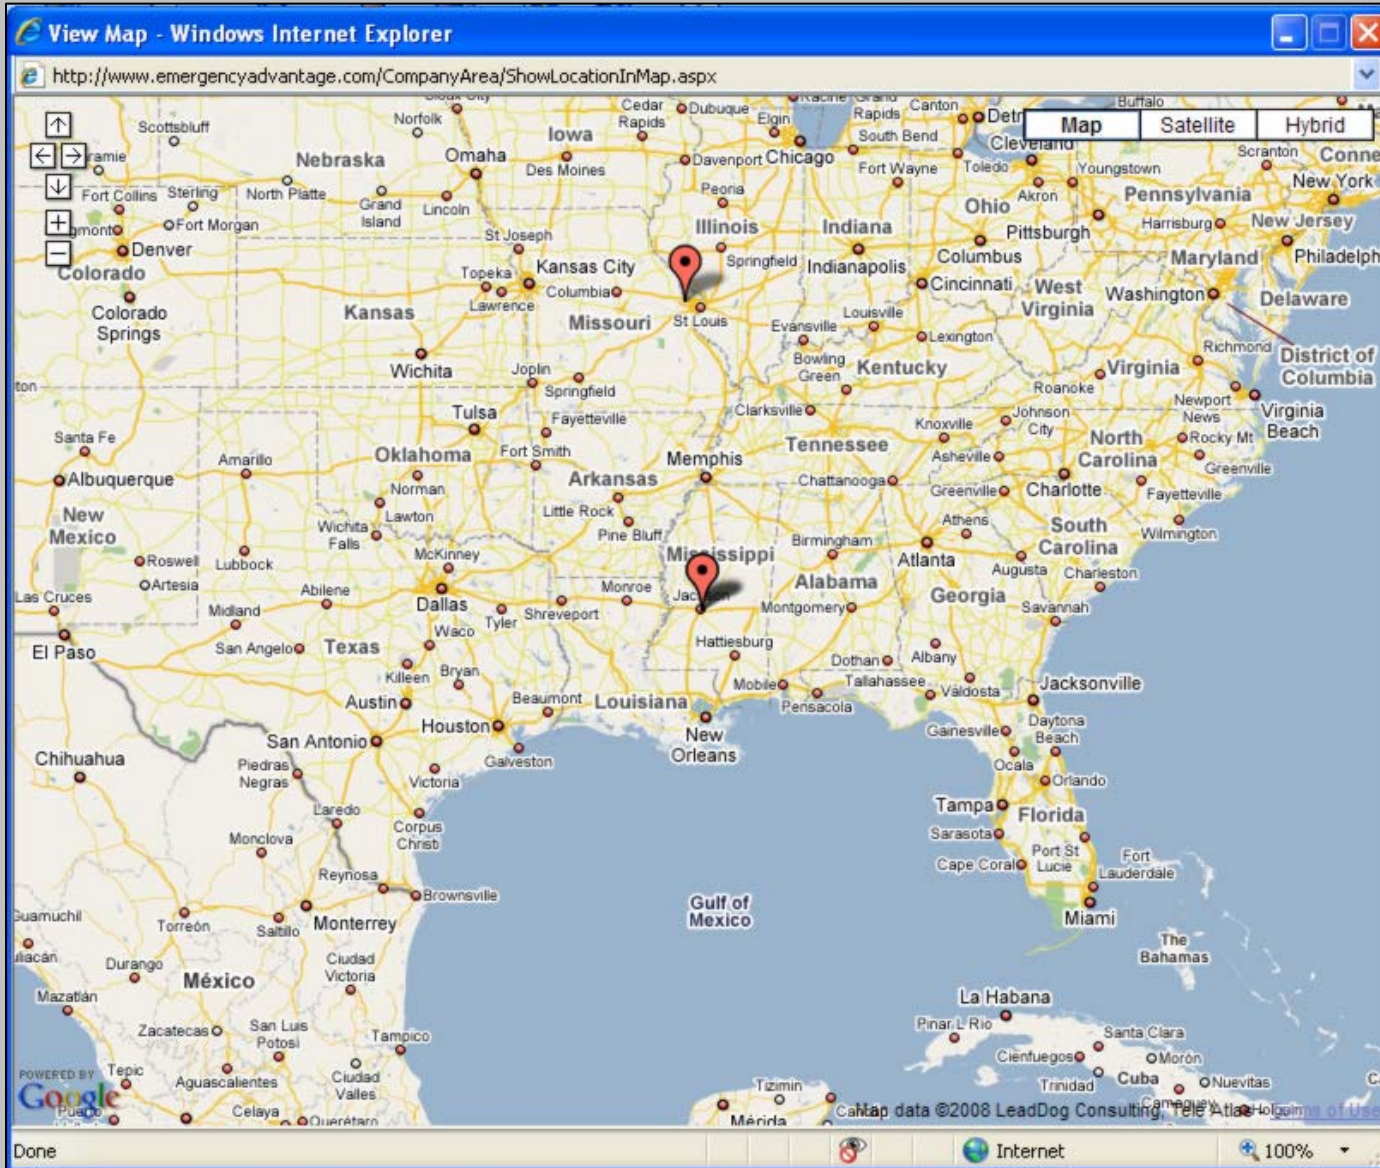 View Map - Windows Internet Explorer
http://www.emergencyadvantage.com/CompanyArea/ShowLocationInMap.aspx
Map Satellite Hybrid
Scottsbluff
Norfolk
Iowa
Cedar
Rapids
Dubuque
Elgin
Rapids
Canton
Buffalo
Nebraska
Omaha
Des Moines
Davenport
Chicago
South Bend
Cleveland
Toledo
Youngstown
Scranton
Fort Collins
Sterling
North Platte
Grand
Island
Lincoln
Peoria
Fort Wayne
Akron
Pennsylvania
New York
Fort Morgan
St Joseph
Illinois
Indiana
Ohio
Pittsburgh
Harrisburg
New Jersey
Denver
Colorado
Topeka
Kansas City
Springfield
Indianapolis
Columbus
Maryland
Philadelph
Colorado
Springs
Kansas
Lawrence
Columbia
Missouri
St Louis
Evansville
Louisville
Cincinnati
West
Virginia
Washington
Delaware
Lexington
Wichita
Joplin
Springfield
Bowling
Green
Kentucky
Roanoke
Virginia
Richmond
District of
Columbia
Tulsa
Fayetteville
Clarksville
Knoxville
Johnson
City
Newport
News
Virginia
Beach
Santa Fe
Albuquerque
Amarillo
Oklahoma
Norman
Fort Smith
Arkansas
Memphis
Tennessee
Chattanooga
Asheville
Greenville
North
Carolina
Charlotte
Rocky Mt
Greenville
Fayetteville
New
Mexico
Roswell
Artesia
Lubbock
Wichita
Falls
Lawton
McKinney
Little Rock
Pine Bluff
Mississippi
Birmingham
Alabama
Atlanta
Athens
South
Carolina
Wilmington
Augusta
Charleston
Las Cruces
Midland
Abilene
Dallas
Tyler
Shreveport
Monroe
Montgomery
Georgia
Savannah
El Paso
San Angelo
Texas
Waco
Hattiesburg
Dothan
Albany
Killeen
Bryan
Beaumont
Louisiana
Mobile
Pensacola
Tallahassee
Valdosta
Jacksonville
Austin
Houston
New
Orleans
Gainesville
Daytona
Beach
San Antonio
Galveston
Ocala
Orlando
Chihuahua
Piedras
Negras
Victoria
Tampa
Florida
Laredo
Corpus
Christi
Sarasota
Port St
Lucie
Monclova
Cape Coral
Fort
Lauderdale
Reynosa
Brownsville
Gulf of
Mexico
Miami
Guamuchil
Torreón
Saltillo
Monterrey
The
Bahamas
Durango
México
Ciudad
Victoria
Mazatlán
La Habana
Zacatecas
San Luis
Potosí
Tampico
Pinar L Rio
Santa Clara
Cienfuegos
Morón
POWERED BY
Google
Tepic
Aguascalientes
Ciudad
Valles
Tizimin
Trinidad
Cuba
Nuevitas
Celaya
Querétaro
Mérida
Map data ©2008 LeadDog Consulting, Tele Atlas - Terms of Use
Done
Internet
100%